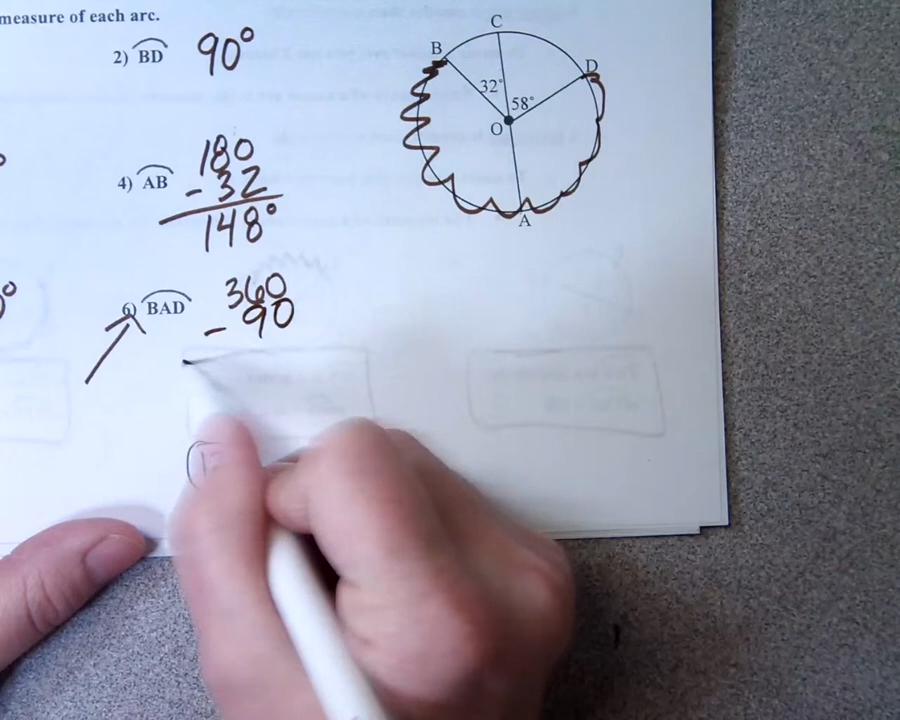 measure of each arc.
2) BD 90°
4) AB 180
- 32
148°
6) BAD 360
- 90
B
C
D
32°
58°
O
A